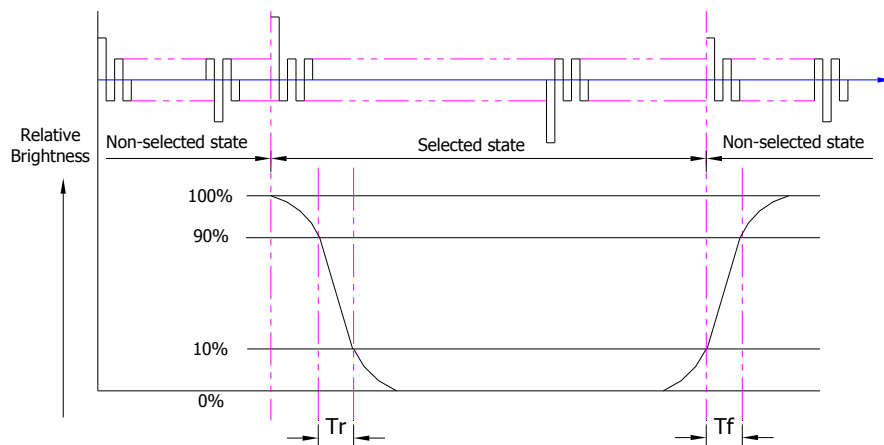 Relative
Brightness
Non-selected state
Selected state
Non-selected state
100%
90%
10%
0%
Tr
Tf